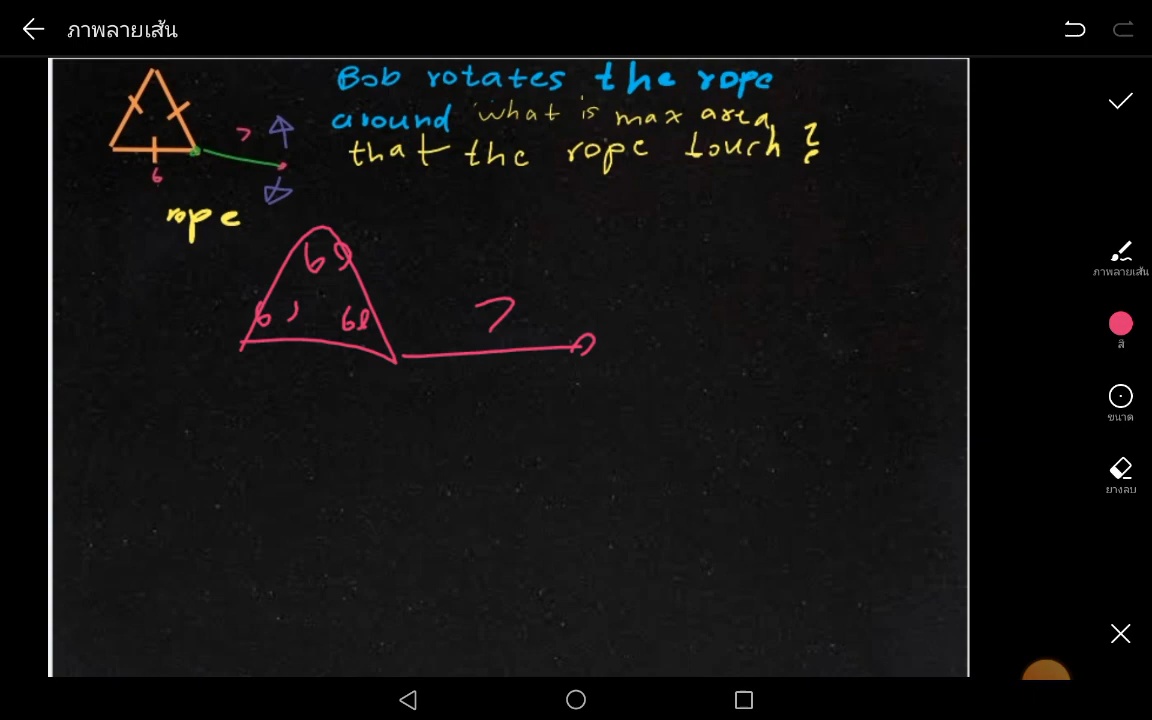 ภาพลายเส้น
Bob rotates the rope
around what is max area
that the rope touch ?
7
6
rope
60
60
60
7
ภาพลายเส้น
สี
ขนาด
ยางลบ